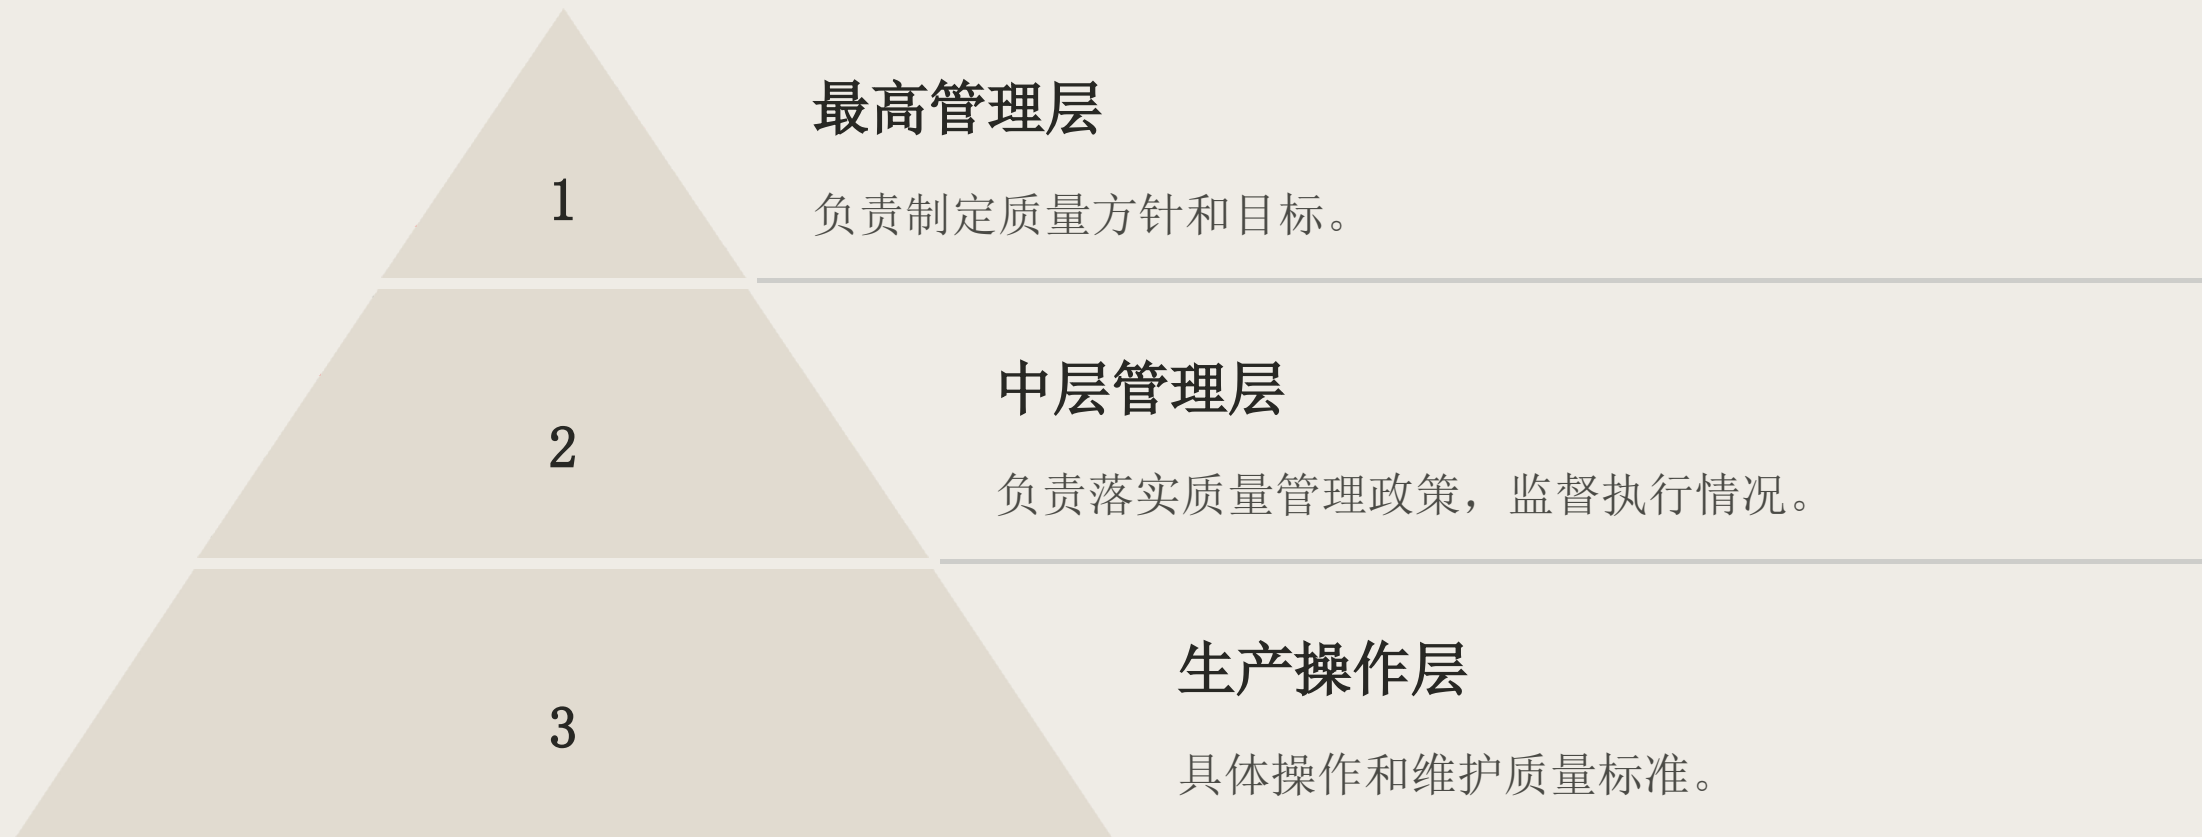 最高管理层
1
负责制定质量方针和目标。
中层管理层
2
负责落实质量管理政策，监督执行情况。
生产操作层
3
具体操作和维护质量标准。